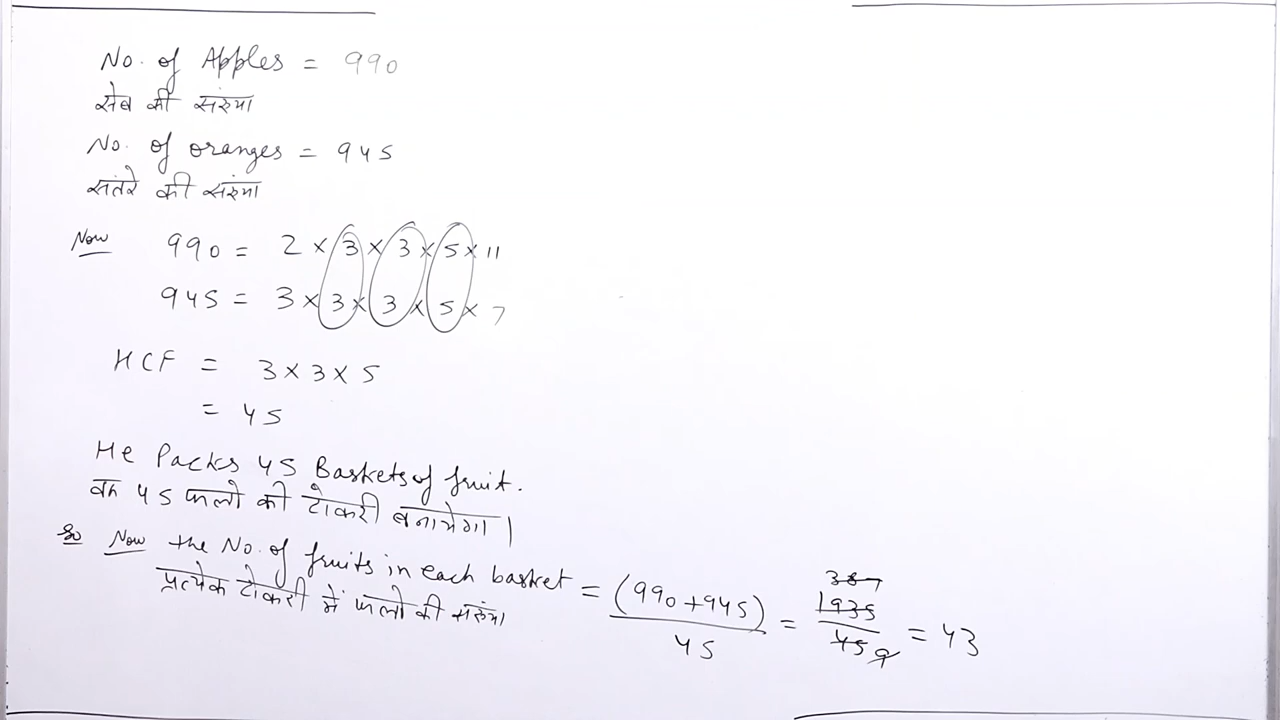 No. of Apples = 990
सेब की संख्या
No. of oranges = 945
संतरे की संख्या
Now 990 = 2 × 3 × 3 × 5 × 11
945 = 3 × 3 × 3 × 5 × 7
HCF = 3 × 3 × 5
= 45
He Packs 45 Baskets of fruit.
वह 45 फलो की टोकरी बनायेगा।
So Now the No. of fruits in each basket = (990+945)/45 = 1935/45 = 43
387 9
प्रत्येक टोकरी में फलो की संख्या